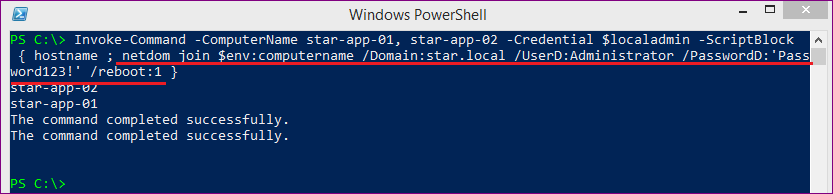 Windows PowerShell
PS C:\> Invoke-Command -ComputerName star-app-01, star-app-02 -Credential $localadmin -ScriptBlock
{ hostname ; netdom join $env:computername /Domain:star.local /UserD:Administrator /PasswordD:'Pass
word123!' /reboot:1 }
star-app-02
star-app-01
The command completed successfully.
The command completed successfully.
PS C:\>